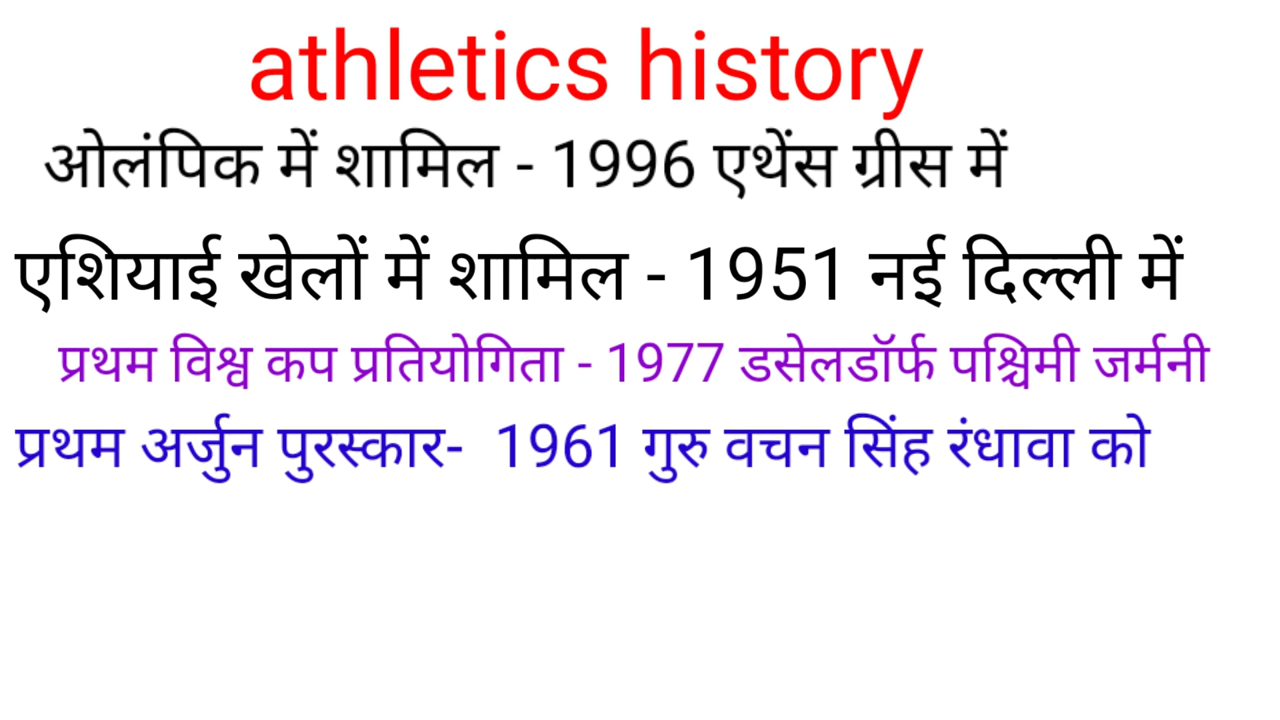 athletics history
ओलंपिक में शामिल - 1996 एथेंस ग्रीस में
एशियाई खेलों में शामिल - 1951 नई दिल्ली में
प्रथम विश्व कप प्रतियोगिता - 1977 डसेलडॉर्फ पश्चिमी जर्मनी
प्रथम अर्जुन पुरस्कार- 1961 गुरु वचन सिंह रंधावा को